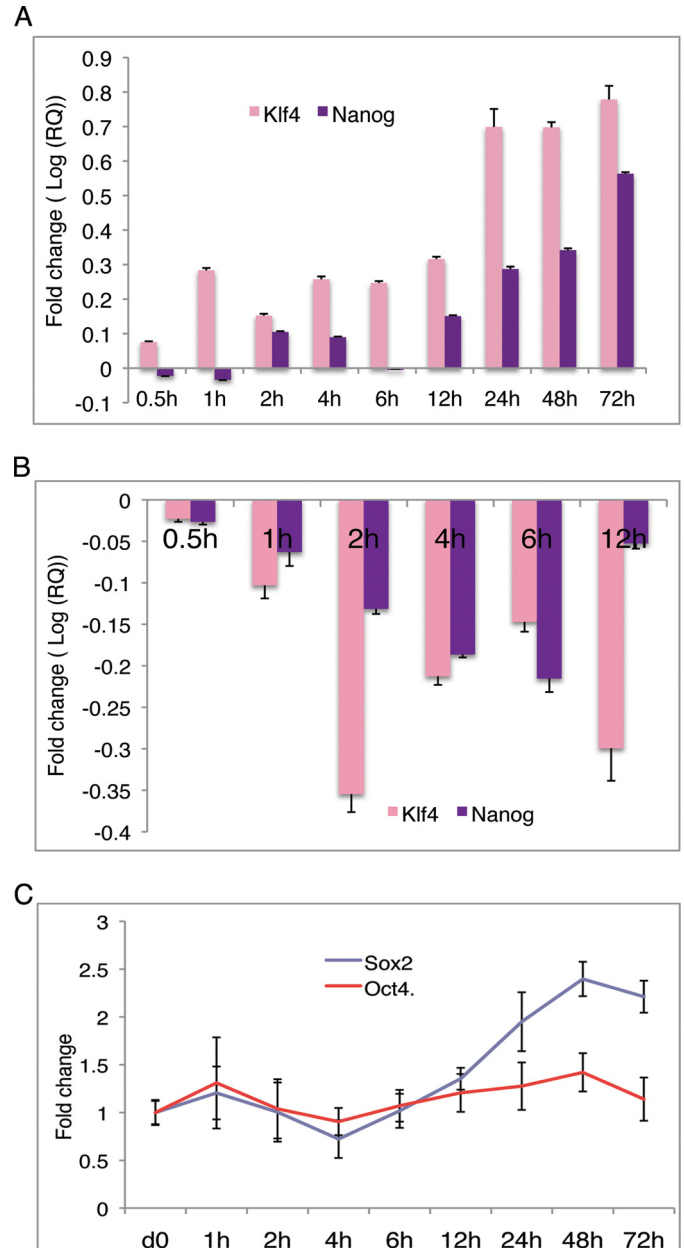 A
Fold change ( Log (RQ))
0.9
0.8
0.7
0.6
0.5
0.4
0.3
0.2
0.1
0
-0.1
Klf4 Nanog
0.5h 1h 2h 4h 6h 12h 24h 48h 72h
B
Fold change ( Log (RQ))
0
-0.05
-0.1
-0.15
-0.2
-0.25
-0.3
-0.35
-0.4
0.5h 1h 2h 4h 6h 12h
Klf4 Nanog
C
Fold change
3
2.5
2
1.5
1
0.5
0
Sox2
Oct4.
d0 1h 2h 4h 6h 12h 24h 48h 72h